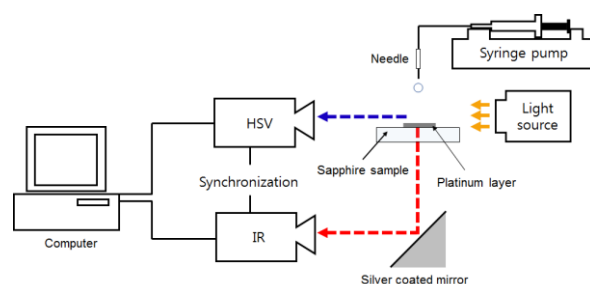 Needle
Syringe pump
HSV
Light
source
Sapphire sample
Platinum layer
Synchronization
Computer
IR
Silver coated mirror